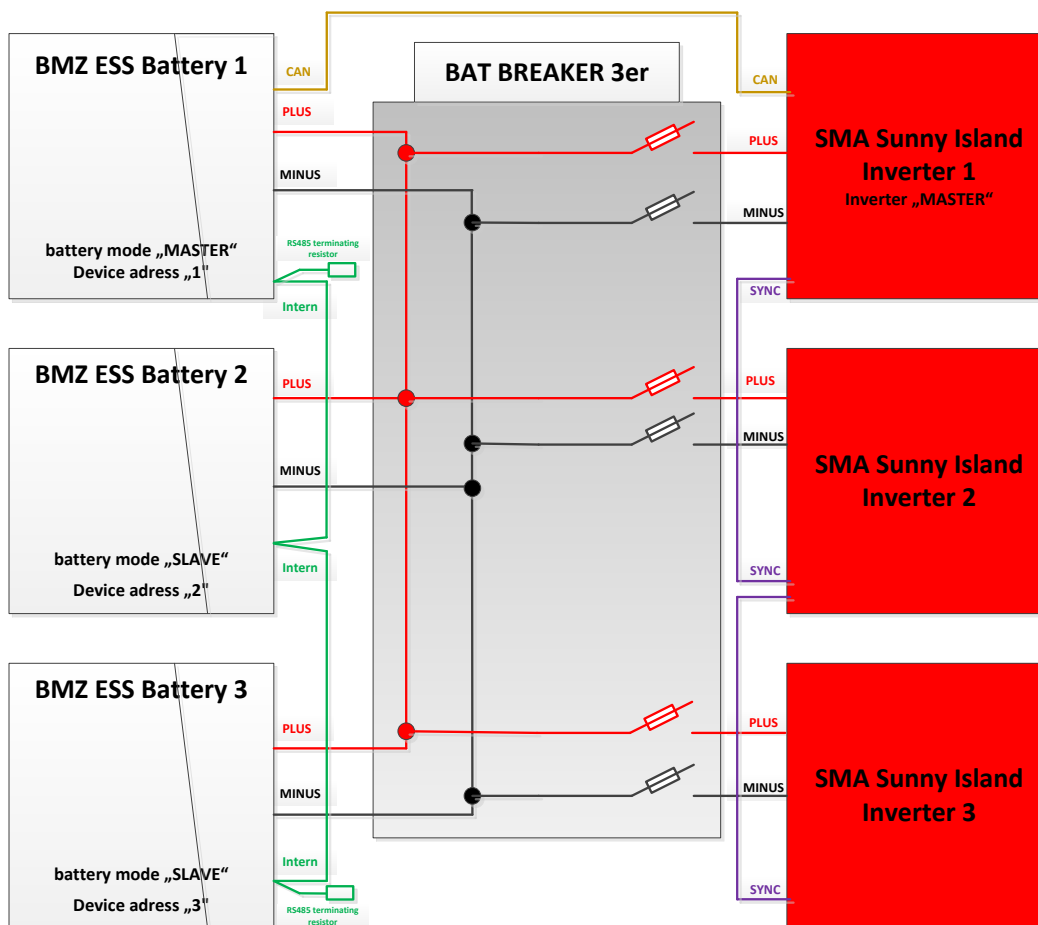 BMZ ESS Battery 1
battery mode „MASTER“
Device adress „1"
CAN
PLUS
MINUS
RS485 terminating
resistor
Intern
BAT BREAKER 3er
CAN
PLUS
MINUS
SYNC
SMA Sunny Island
Inverter 1
Inverter „MASTER“
BMZ ESS Battery 2
battery mode „SLAVE“
Device adress „2"
PLUS
MINUS
Intern
PLUS
MINUS
SYNC
SMA Sunny Island
Inverter 2
BMZ ESS Battery 3
battery mode „SLAVE“
Device adress „3"
PLUS
MINUS
Intern
RS485 terminating
resistor
PLUS
MINUS
SYNC
SMA Sunny Island
Inverter 3